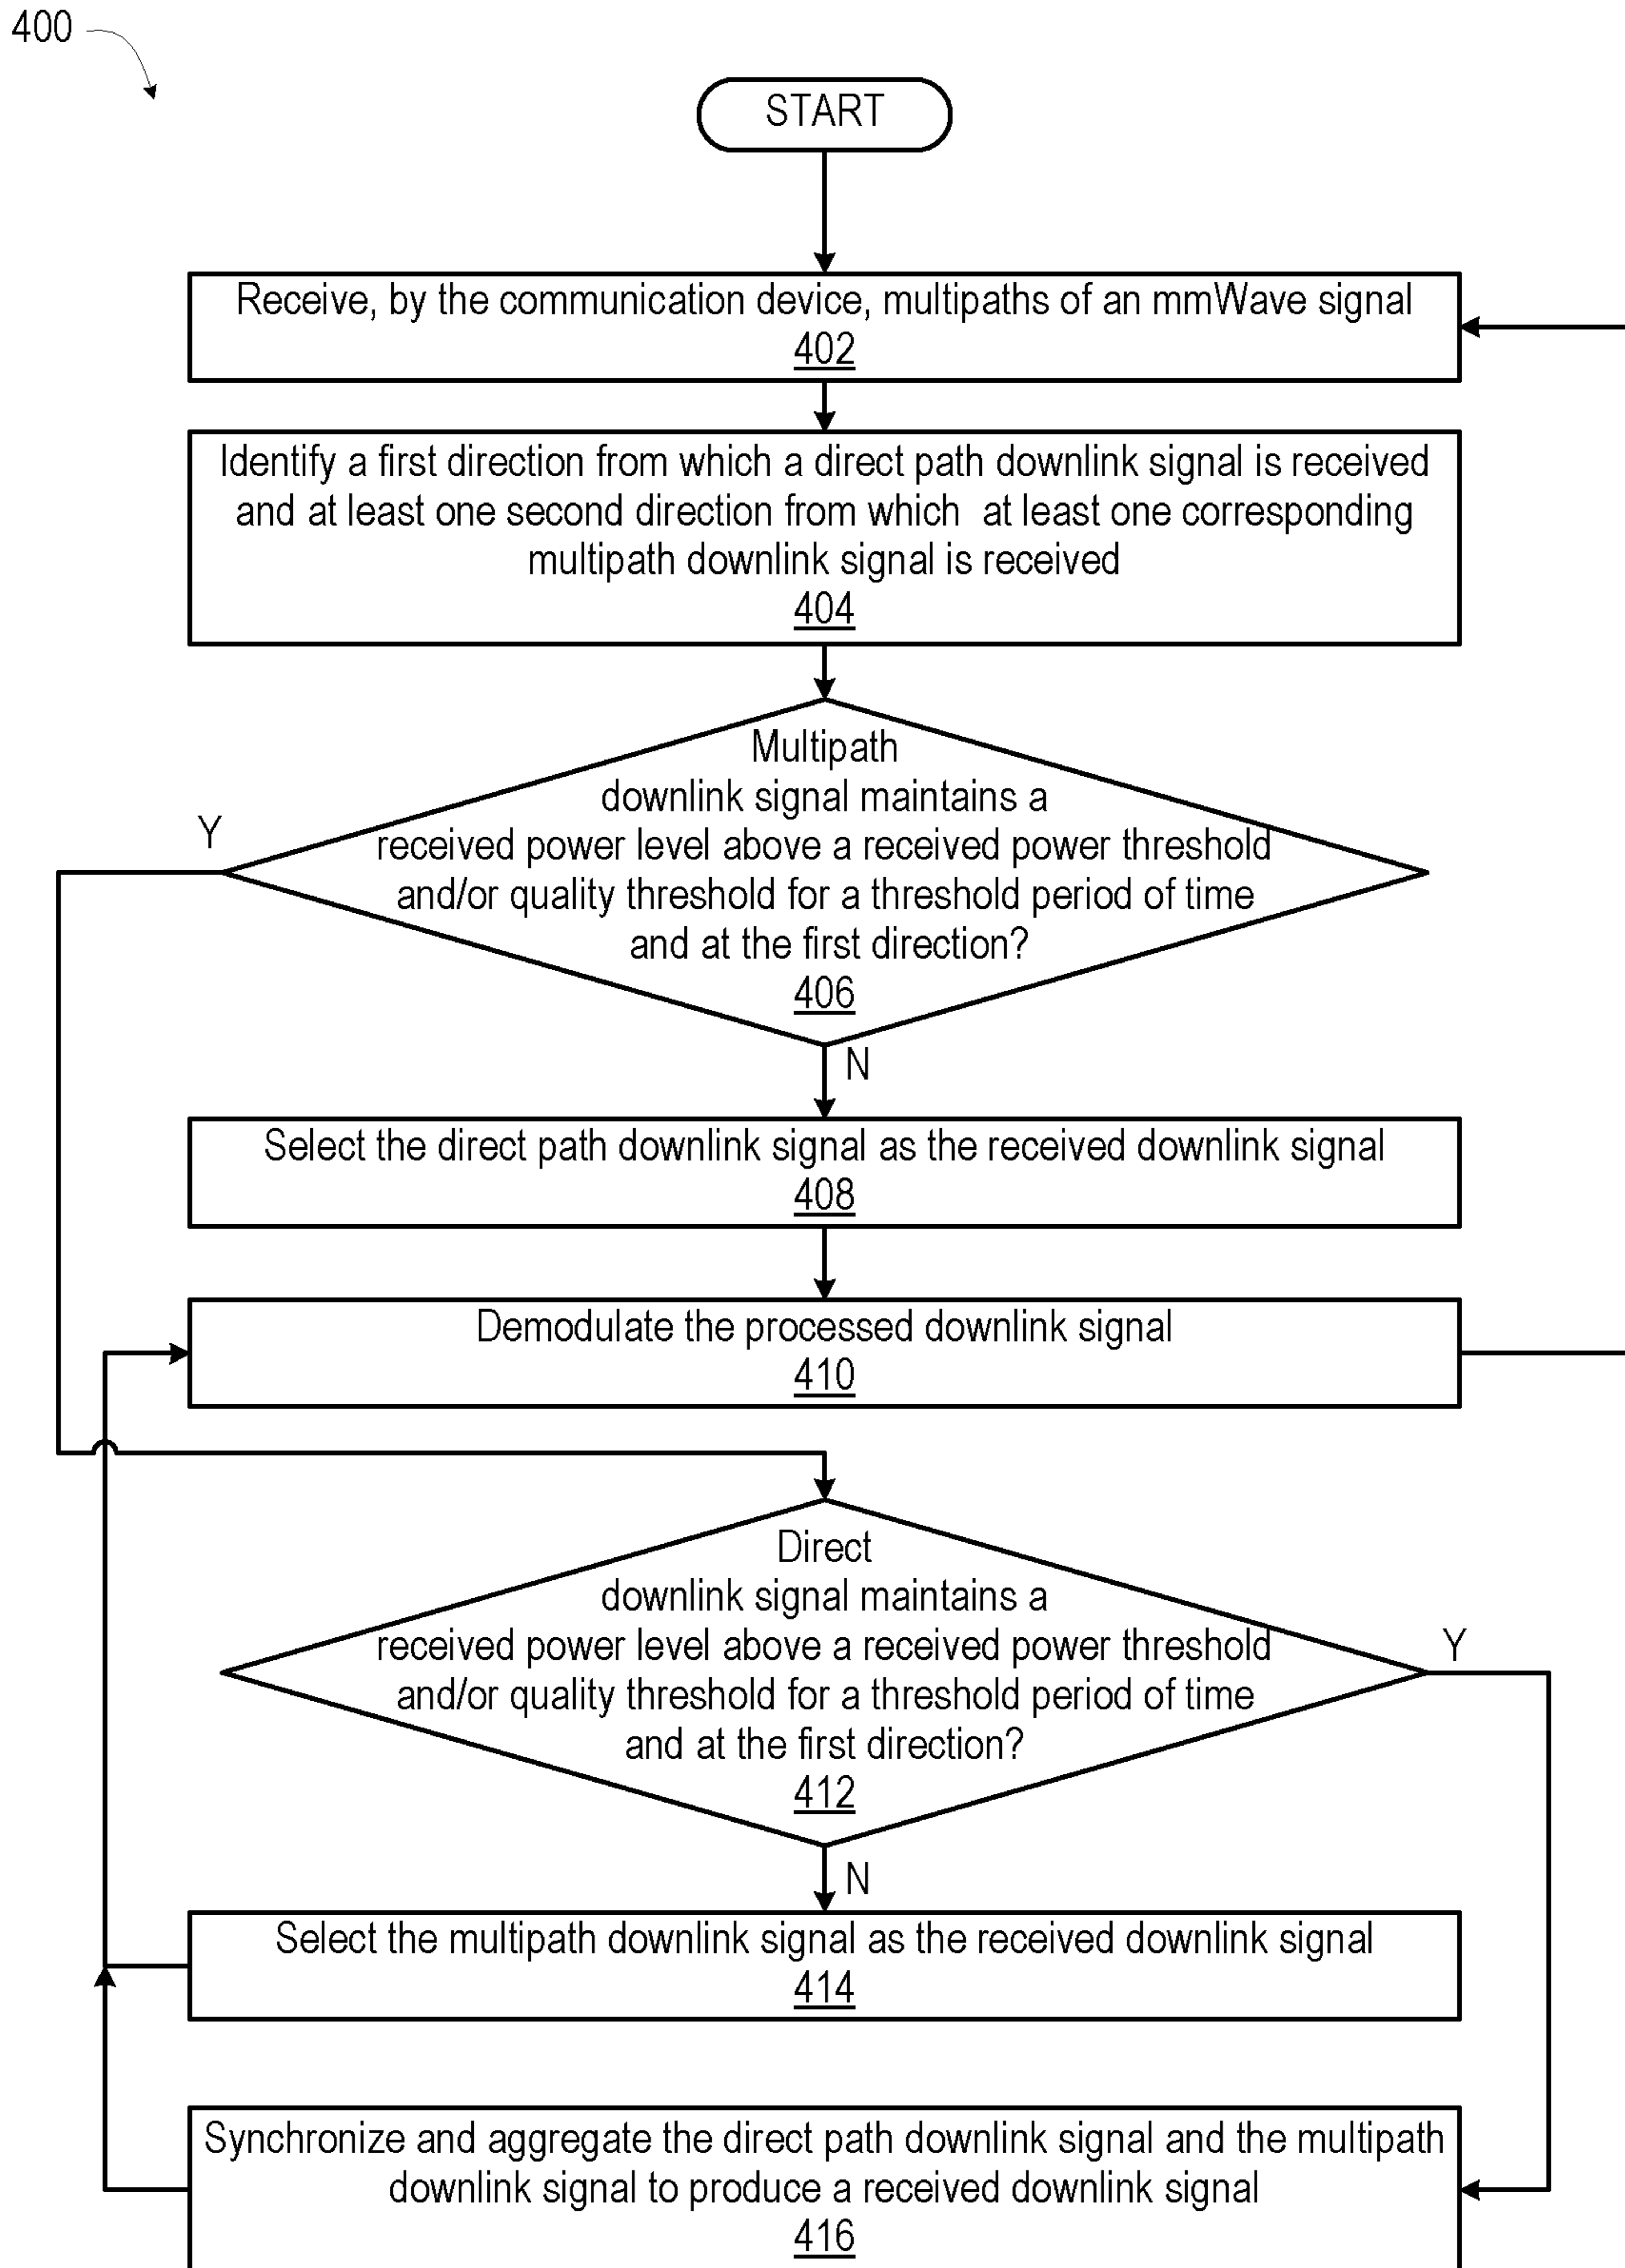 400
START
Receive, by the communication device, multipaths of an mmWave signal
402
Identify a first direction from which a direct path downlink signal is received
and at least one second direction from which at least one corresponding
multipath downlink signal is received
404
Multipath
downlink signal maintains a
received power level above a received power threshold
and/or quality threshold for a threshold period of time
and at the first direction?
406
Y
N
Select the direct path downlink signal as the received downlink signal
408
Demodulate the processed downlink signal
410
Direct
downlink signal maintains a
received power level above a received power threshold
and/or quality threshold for a threshold period of time
and at the first direction?
412
Y
N
Select the multipath downlink signal as the received downlink signal
414
Synchronize and aggregate the direct path downlink signal and the multipath
downlink signal to produce a received downlink signal
416